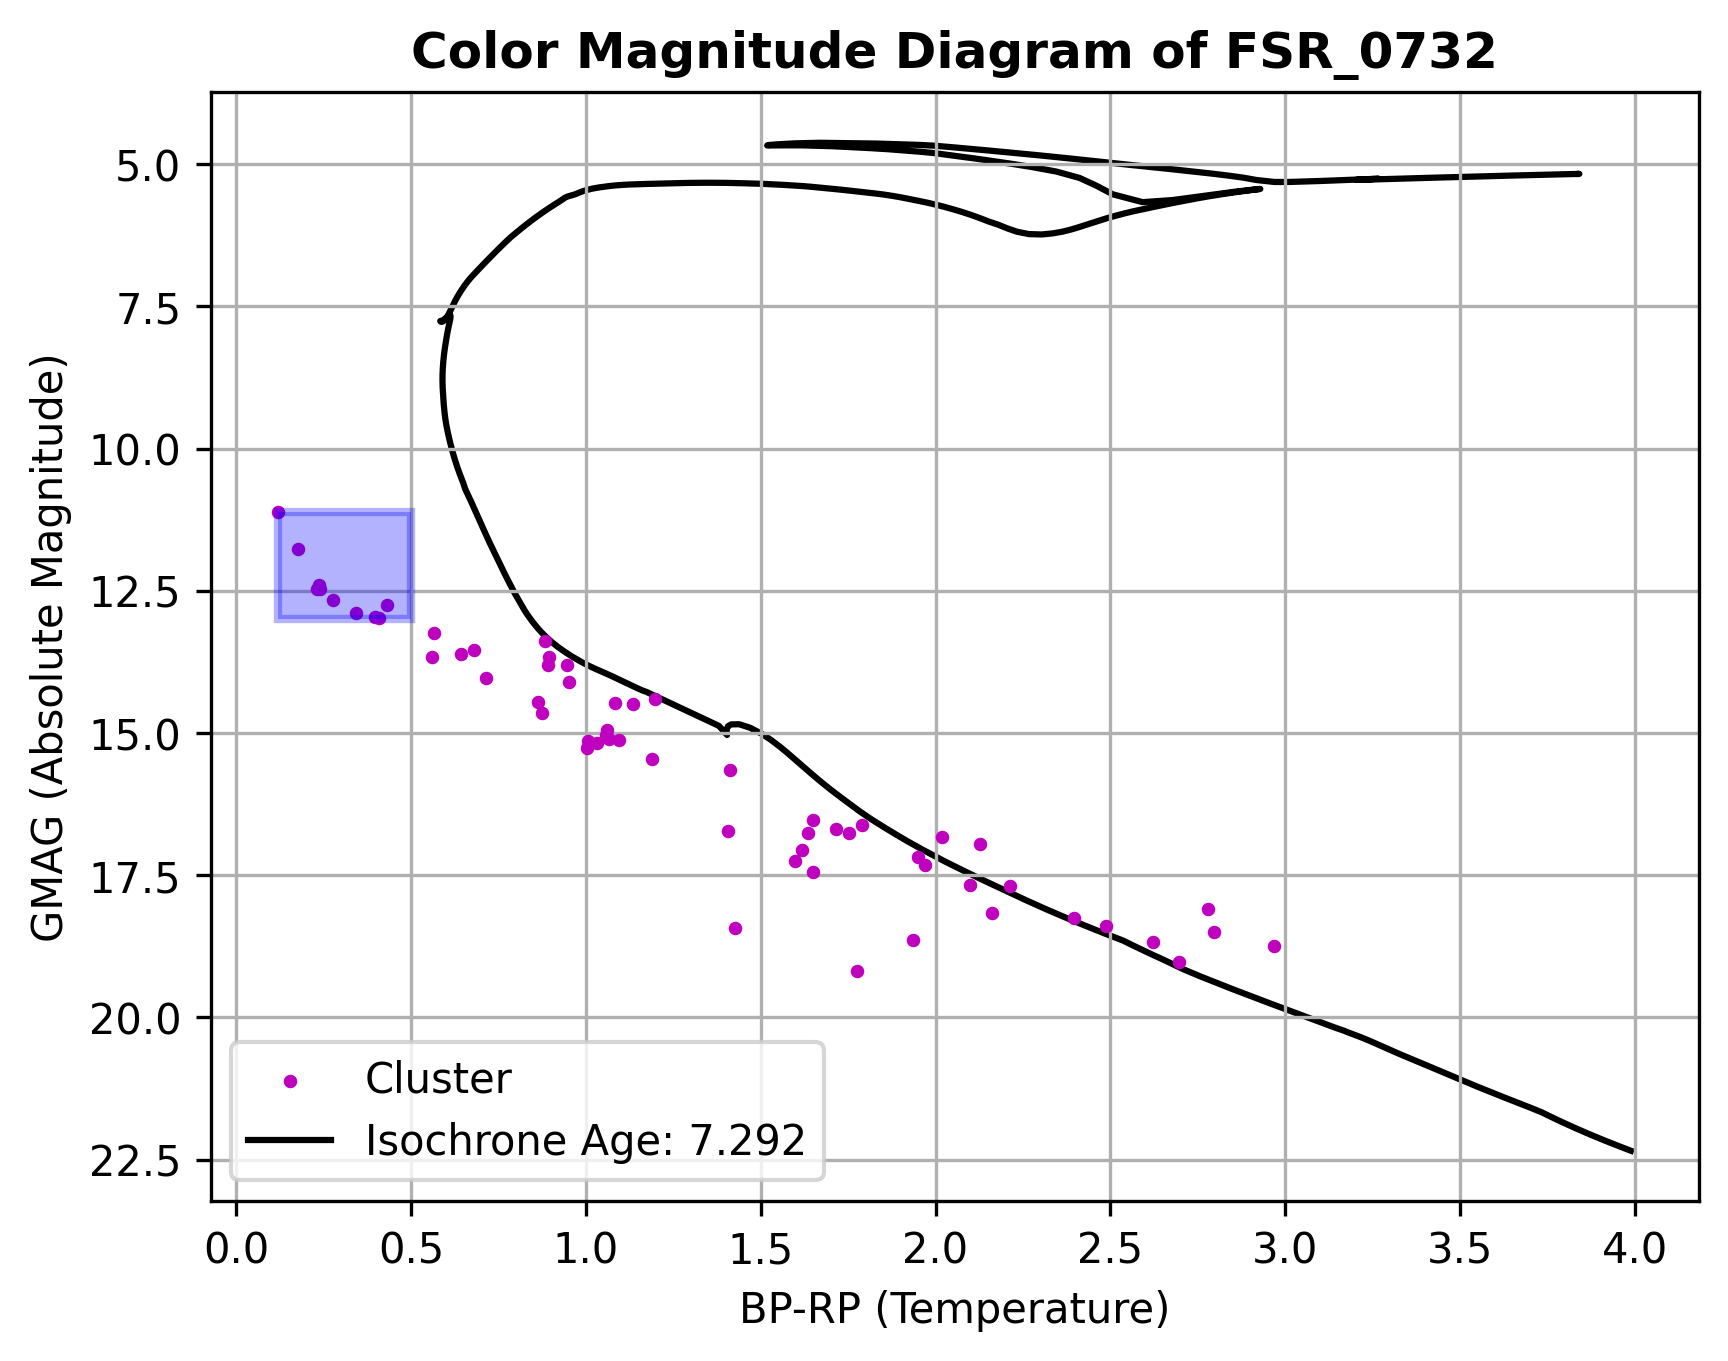 Color Magnitude Diagram of FSR_0732
GMAG (Absolute Magnitude)
5.0
7.5
10.0
12.5
15.0
17.5
20.0
22.5
Cluster
Isochrone Age: 7.292
0.0 0.5 1.0 1.5 2.0 2.5 3.0 3.5 4.0
BP-RP (Temperature)